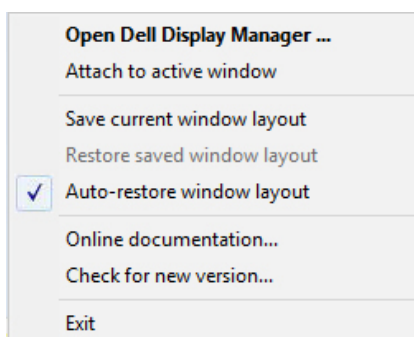 Open Dell Display Manager ...
Attach to active window
Save current window layout
Restore saved window layout
Auto-restore window layout
Online documentation...
Check for new version...
Exit